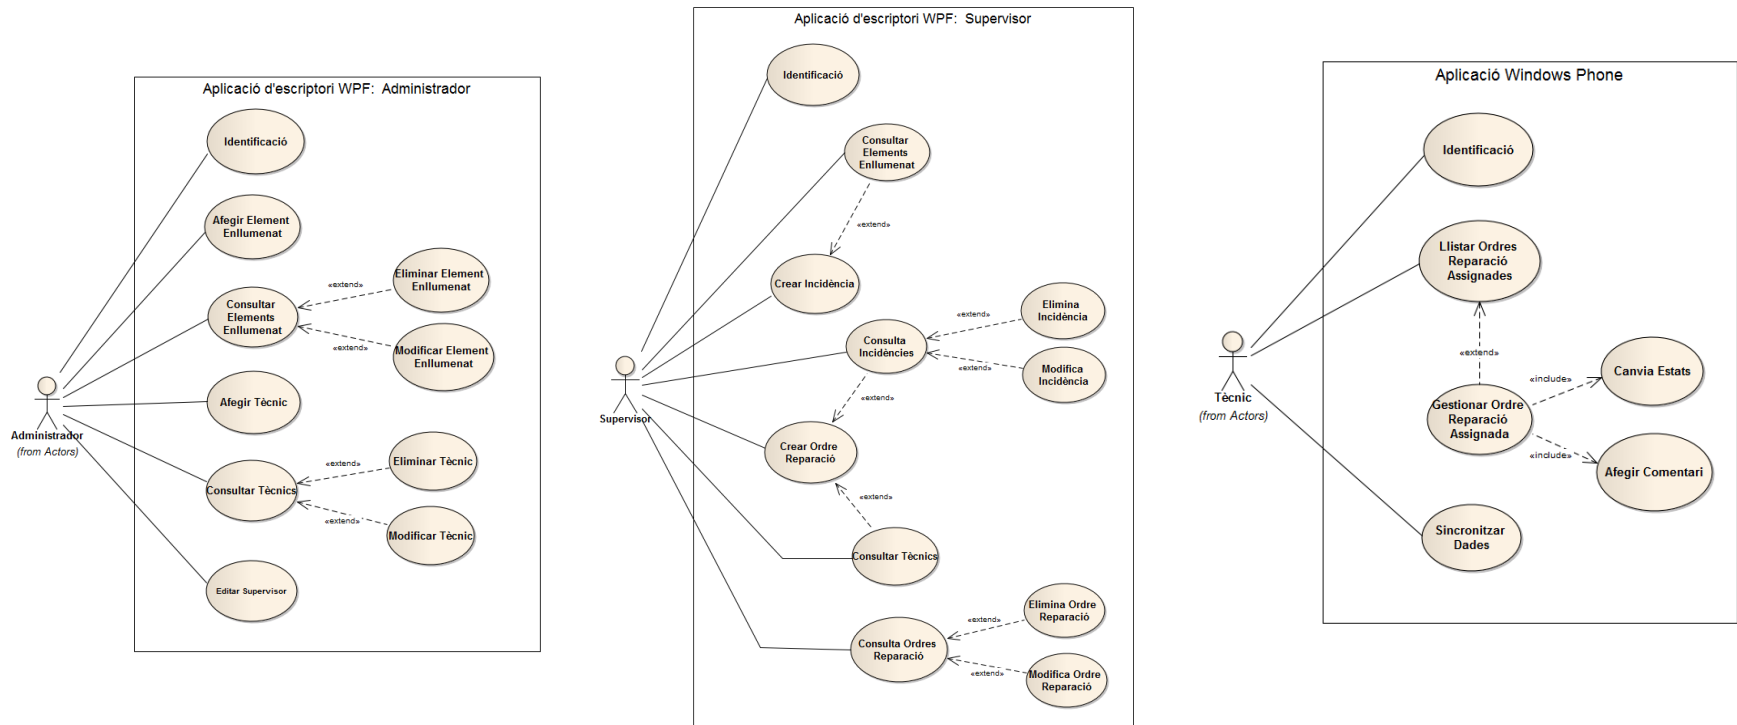 Aplicació d'escriptori WPF: Administrador
Identificació
Afegir Element
Enllumenat
Consultar
Elements
Enllumenat
«extend»
Eliminar Element
Enllumenat
«extend»
Modificar Element
Enllumenat
Afegir Tècnic
Administrador
(from Actors)
Consultar Tècnics
«extend»
Eliminar Tècnic
«extend»
Modificar Tècnic
Editar Supervisor
Aplicació d'escriptori WPF: Supervisor
Identificació
Consultar
Elements
Enllumenat
«extend»
Crear Incidència
Consulta
Incidències
«extend»
Elimina
Incidència
«extend»
Modifica
Incidència
«extend»
Supervisor
Crear Ordre
Reparació
«extend»
Consultar Tècnics
Consulta Ordres
Reparació
«extend»
Elimina Ordre
Reparació
«extend»
Modifica Ordre
Reparació
Aplicació Windows Phone
Identificació
Llistar Ordres
Reparació
Assignades
«extend»
Tècnic
(from Actors)
Gestionar Ordre
Reparació
Assignada
«include»
Canvia Estats
«include»
Afegir Comentari
Sincronitzar
Dades